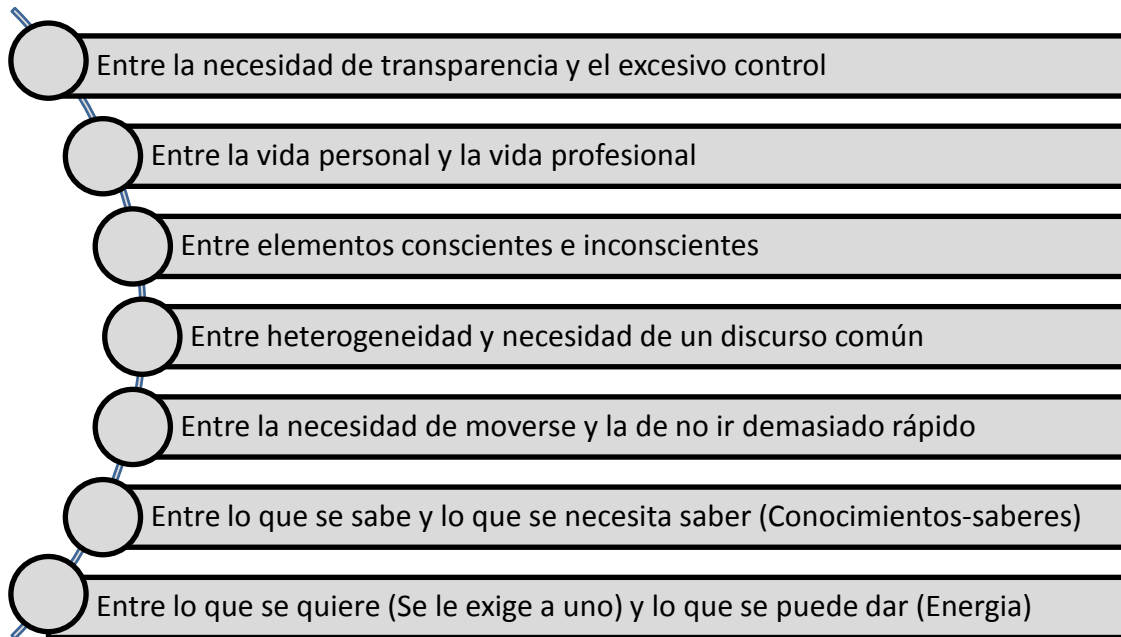 Entre la necesidad de transparencia y el excesivo control
Entre la vida personal y la vida profesional
Entre elementos conscientes e inconscientes
Entre heterogeneidad y necesidad de un discurso común
Entre la necesidad de moverse y la de no ir demasiado rápido
Entre lo que se sabe y lo que se necesita saber (Conocimientos-saberes)
Entre lo que se quiere (Se le exige a uno) y lo que se puede dar (Energia)